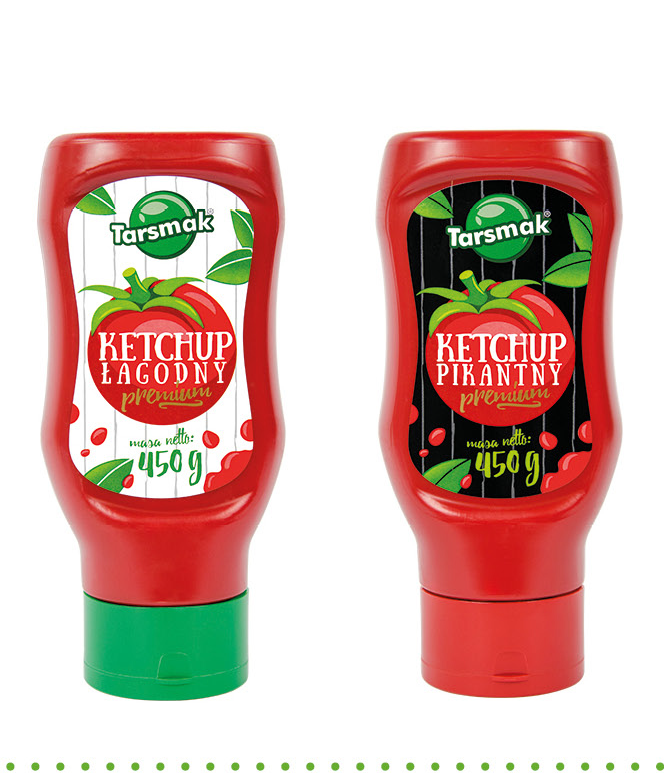 Tarsmak®
KETCHUP
ŁAGODNY
premium
masa netto:
450 g
Tarsmak®
KETCHUP
PIKANTNY
premium
masa netto:
450 g